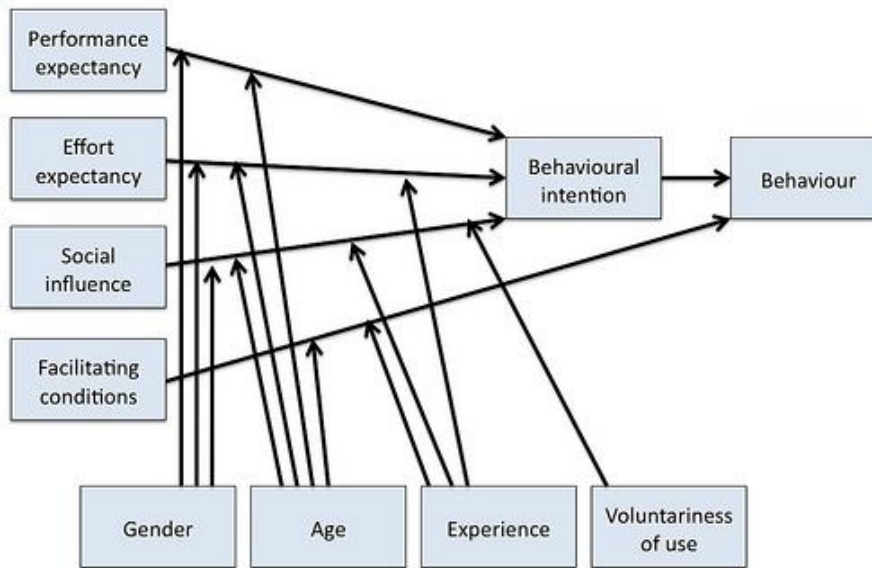 Performance
expectancy
Effort
expectancy
Social
influence
Facilitating
conditions
Behavioural
intention
Behaviour
Gender
Age
Experience
Voluntariness
of use